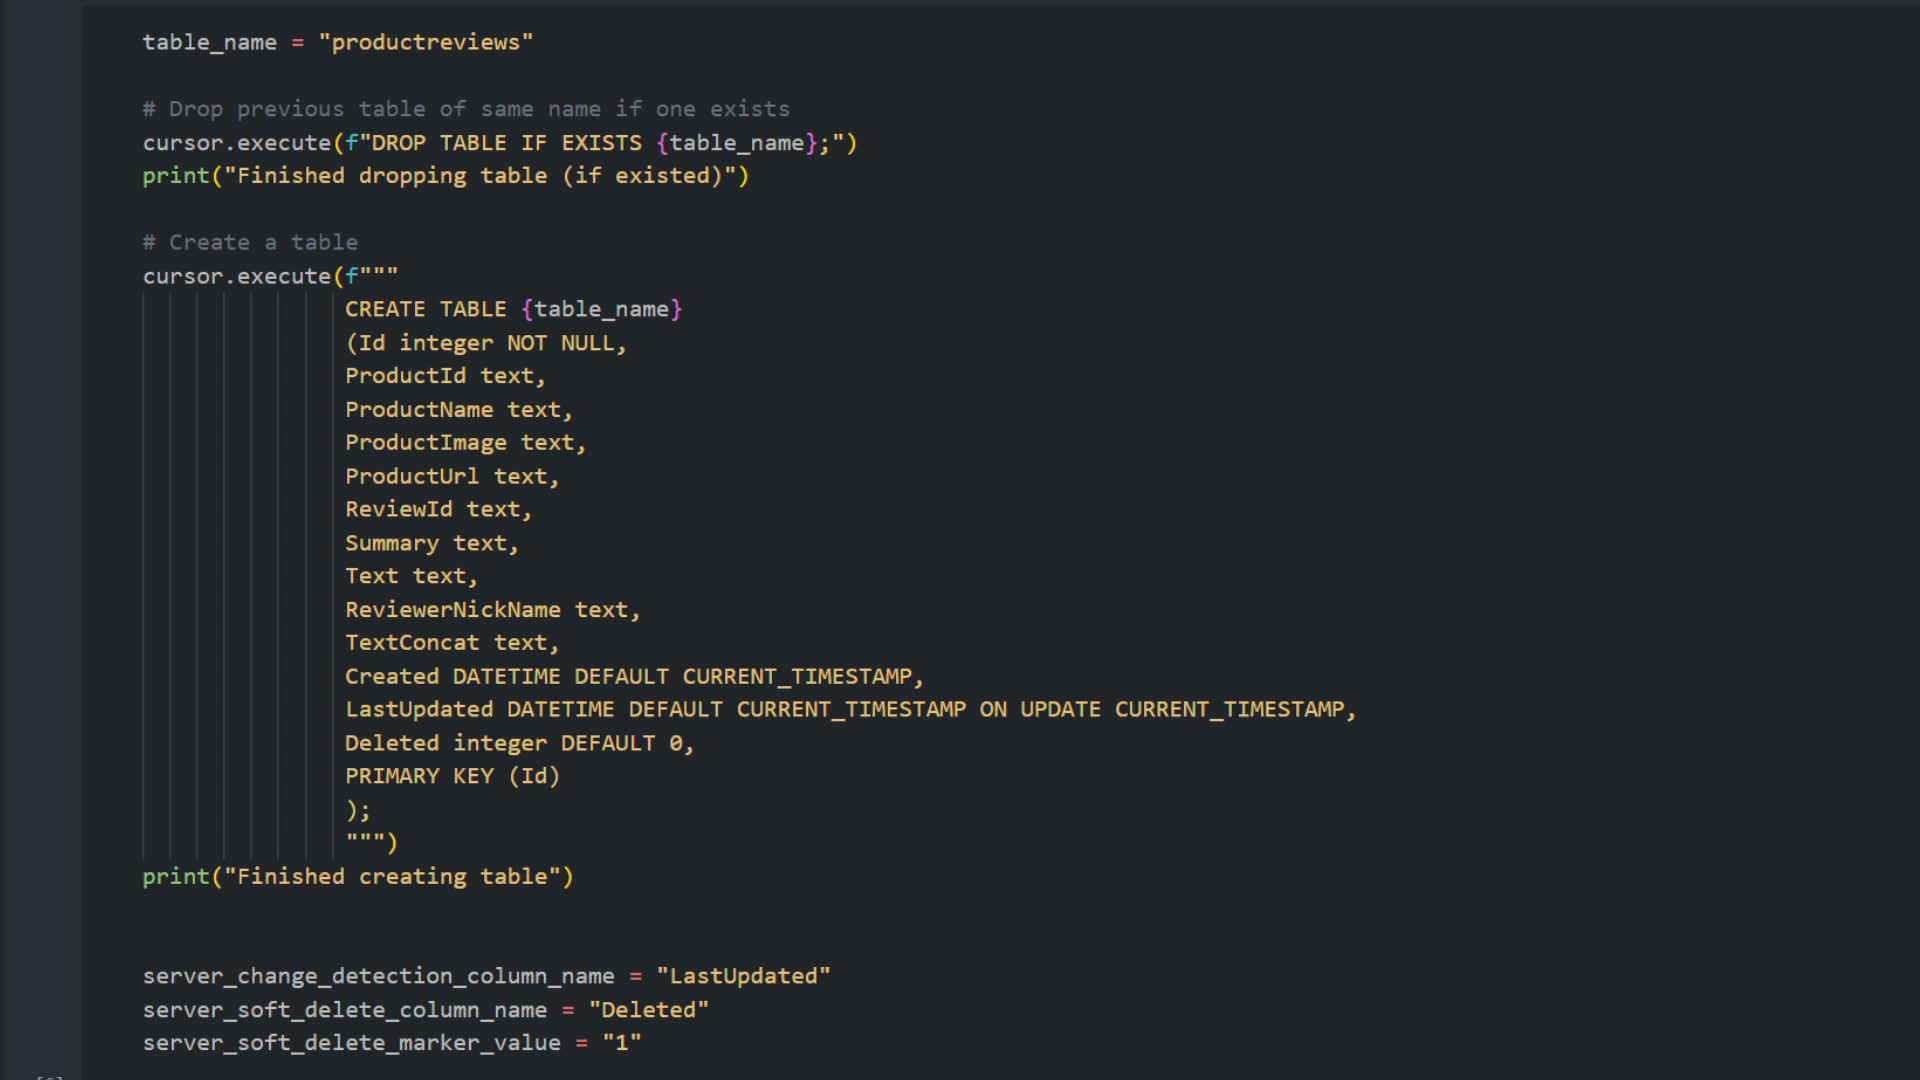 table_name = "productreviews"
# Drop previous table of same name if one exists
cursor.execute(f"DROP TABLE IF EXISTS {table_name};")
print("Finished dropping table (if existed)")
# Create a table
cursor.execute(f"""
CREATE TABLE {table_name}
(Id integer NOT NULL,
ProductId text,
ProductName text,
ProductImage text,
ProductUrl text,
ReviewId text,
Summary text,
Text text,
ReviewerNickName text,
TextConcat text,
Created DATETIME DEFAULT CURRENT_TIMESTAMP,
LastUpdated DATETIME DEFAULT CURRENT_TIMESTAMP ON UPDATE CURRENT_TIMESTAMP,
Deleted integer DEFAULT 0,
PRIMARY KEY (Id)
);
""")
print("Finished creating table")
server_change_detection_column_name = "LastUpdated"
server_soft_delete_column_name = "Deleted"
server_soft_delete_marker_value = "1"